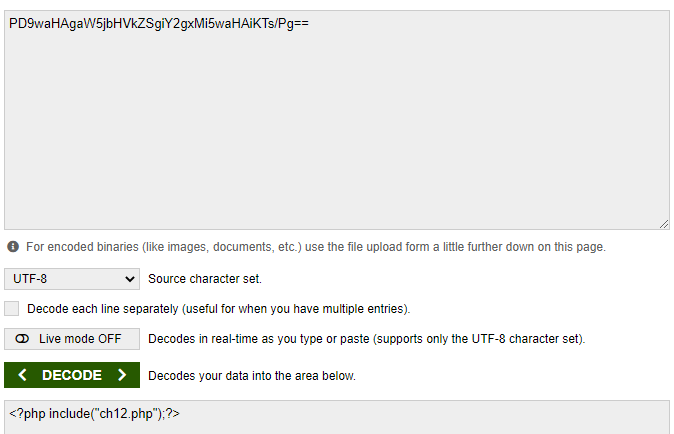 PD9waHAgaW5jbHVkZSgiY2gxMi5waHAiKTs/Pg==
For encoded binaries (like images, documents, etc.) use the file upload form a little further down on this page.
UTF-8 Source character set.
Decode each line separately (useful for when you have multiple entries).
Live mode OFF Decodes in real-time as you type or paste (supports only the UTF-8 character set).
DECODE Decodes your data into the area below.
<?php include("ch12.php");?>